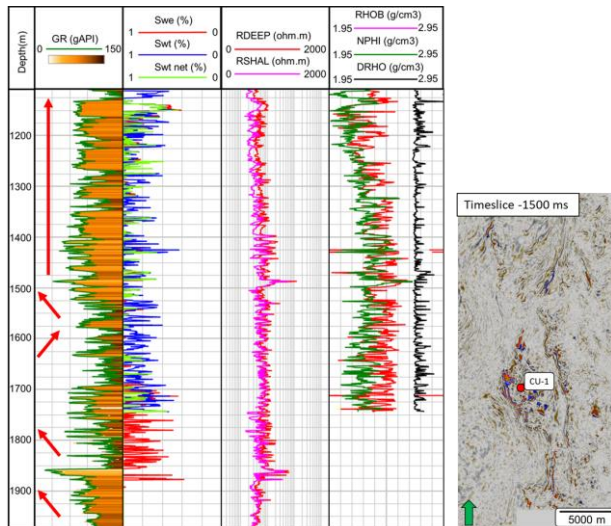 Depth(m)
GR (gAPI)
0 150
Swe (%)
1 0
Swt (%)
1 0
Swt net (%)
1 0
RDEEP (ohm.m)
0 2000
RSHAL (ohm.m)
0 2000
RHOB (g/cm3)
1.95 2.95
NPHI (g/cm3)
1.95 2.95
DRHO (g/cm3)
1.95 2.95
1200
1300
1400
1500
1600
1700
1800
1900
Timeslice -1500 ms
CU-1
5000 m